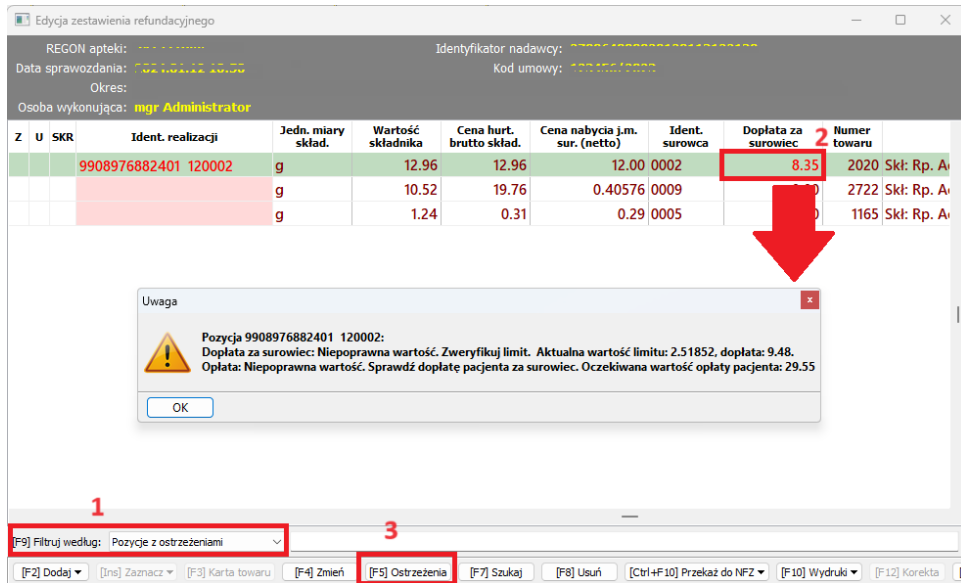 Edycja zestawienia refundacyjnego
REGON apteki:
Identyfikator nadawcy:
Data sprawozdania:
Kod umowy:
Okres:
Osoba wykonująca: mgr Administrator
Z U SKR Ident. realizacji Jedn. miary skład. Wartość składnika Cena hurt. brutto skład. Cena nabycia j.m. sur. (netto) Ident. surowca Dopłata za surowiec 2 Numer towaru
9908976882401 120002 g 12.96 12.96 12.00 0002 8.35 2020 Skł: Rp.
g 10.52 19.76 0.40576 0009 2722 Skł: Rp.
g 1.24 0.31 0.29 0005 1165 Skł: Rp.
Uwaga
x
Pozycja 9908976882401 120002:
Dopłata za surowiec: Niepoprawna wartość. Zweryfikuj limit. Aktualna wartość limitu: 2.51852, dopłata: 9.48.
Opłata: Niepoprawna wartość. Sprawdź dopłatę pacjenta za surowiec. Oczekiwana wartość opłaty pacjenta: 29.55
OK
1
3
[F9] Filtruj według: Pozycje z ostrzeżeniami
[F2] Dodaj [Ins] Zaznacz [F3] Karta towaru [F4] Zmień [F5] Ostrzeżenia [F7] Szukaj [F8] Usuń [Ctrl+F10] Przekaż do NFZ [F10] Wydruki [F12] Korekta